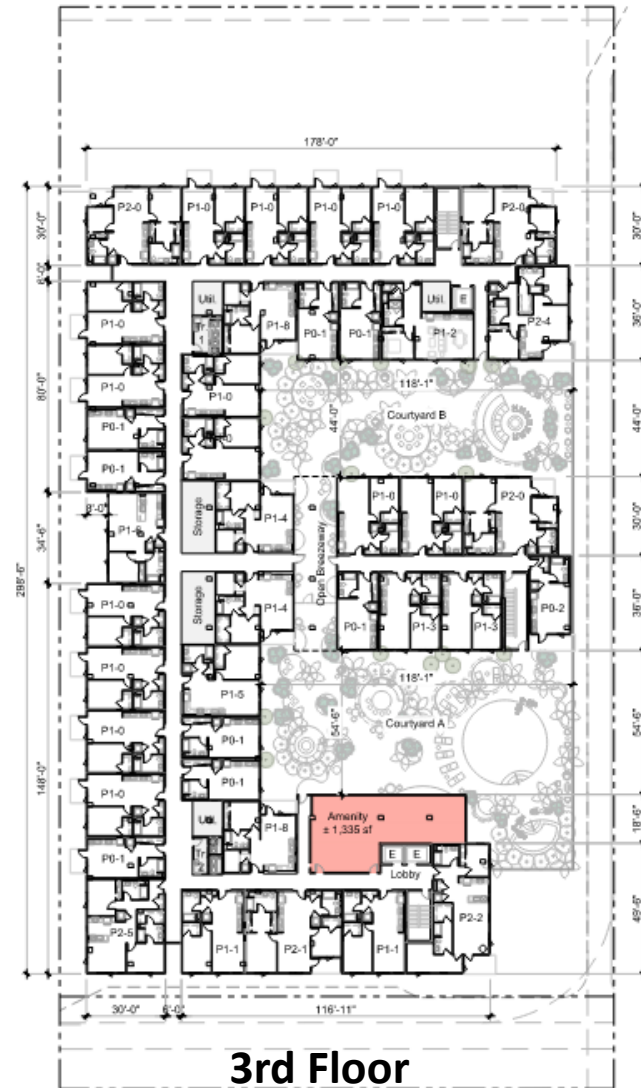 178'-0"
P2-0
P1-0
P1-0
P1-0
P1-0
P2-0
30'-0"
30'-0"
6'-0"
Util.
Util.
E
P1-0
Tr
1
P1-8
P0-1
P0-1
P1-2
P2-4
36'-0"
80'-0"
P1-0
P1-0
118'-1"
44'-0"
Courtyard B
44'-0"
P0-1
P0-1
P1-0
P1-0
P2-0
30'-0"
298'-6"
34'-6"
Storage
P1-4
Open Breezeway
P1-0
Storage
P1-4
P0-1
P1-3
P1-3
P0-2
36'-0"
P1-0
P1-5
118'-1"
P1-0
P0-1
Courtyard A
54'-6"
54'-6"
148'-0"
P1-0
P0-1
Util.
P1-8
Amenity
± 1,335 sf
18'-6"
P0-1
Tr
E
E
Lobby
P2-5
P1-1
P2-1
P1-1
P2-2
49'-6"
30'-0"
6'-0"
116'-11"
3rd Floor